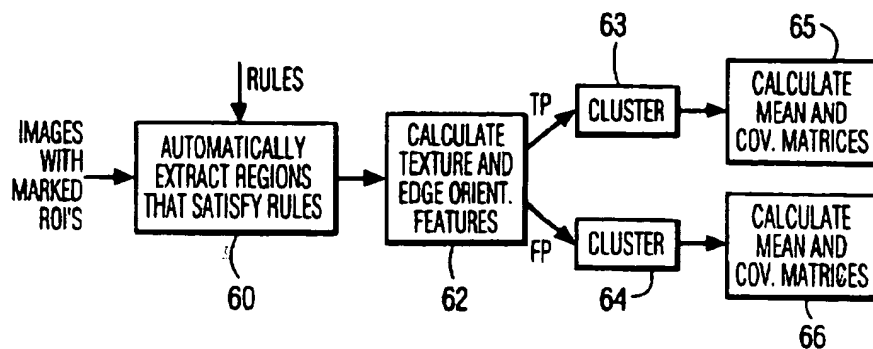 63
65
RULES
TP
CLUSTER
CALCULATE
MEAN AND
COV. MATRICES
IMAGES
WITH
MARKED
ROI'S
AUTOMATICALLY
EXTRACT REGIONS
THAT SATISFY RULES
CALCULATE
TEXTURE AND
EDGE ORIENT.
FEATURES
FP
CLUSTER
CALCULATE
MEAN AND
COV. MATRICES
60
62
64
66